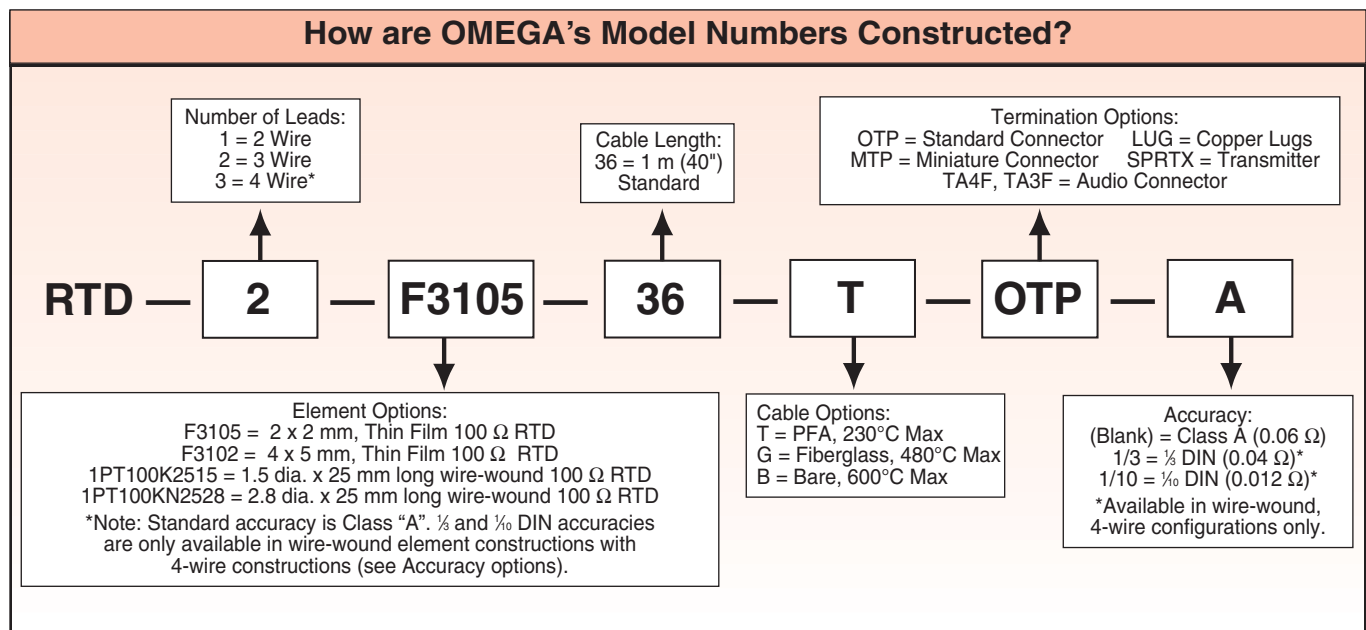 How are OMEGA’s Model Numbers Constructed?
Number of Leads:
1 = 2 Wire
2 = 3 Wire
3 = 4 Wire*
Cable Length:
36 = 1 m (40")
Standard
Termination Options:
OTP = Standard Connector LUG = Copper Lugs
MTP = Miniature Connector SPRTX = Transmitter
TA4F, TA3F = Audio Connector
RTD — 2 — F3105 — 36 — T — OTP — A
Element Options:
F3105 = 2 x 2 mm, Thin Film 100 Ω RTD
F3102 = 4 x 5 mm, Thin Film 100 Ω RTD
1PT100K2515 = 1.5 dia. x 25 mm long wire-wound 100 Ω RTD
1PT100KN2528 = 2.8 dia. x 25 mm long wire-wound 100 Ω RTD
*Note: Standard accuracy is Class “A”. ⅓ and ⅒ DIN accuracies
are only available in wire-wound element constructions with
4-wire constructions (see Accuracy options).
Cable Options:
T = PFA, 230°C Max
G = Fiberglass, 480°C Max
B = Bare, 600°C Max
Accuracy:
(Blank) = Class A (0.06 Ω)
1/3 = ⅓ DIN (0.04 Ω)*
1/10 = ⅒ DIN (0.012 Ω)*
*Available in wire-wound,
4-wire configurations only.